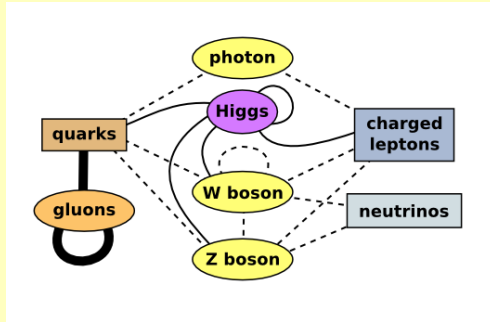 photon
Higgs
quarks
charged
leptons
W boson
gluons
neutrinos
Z boson